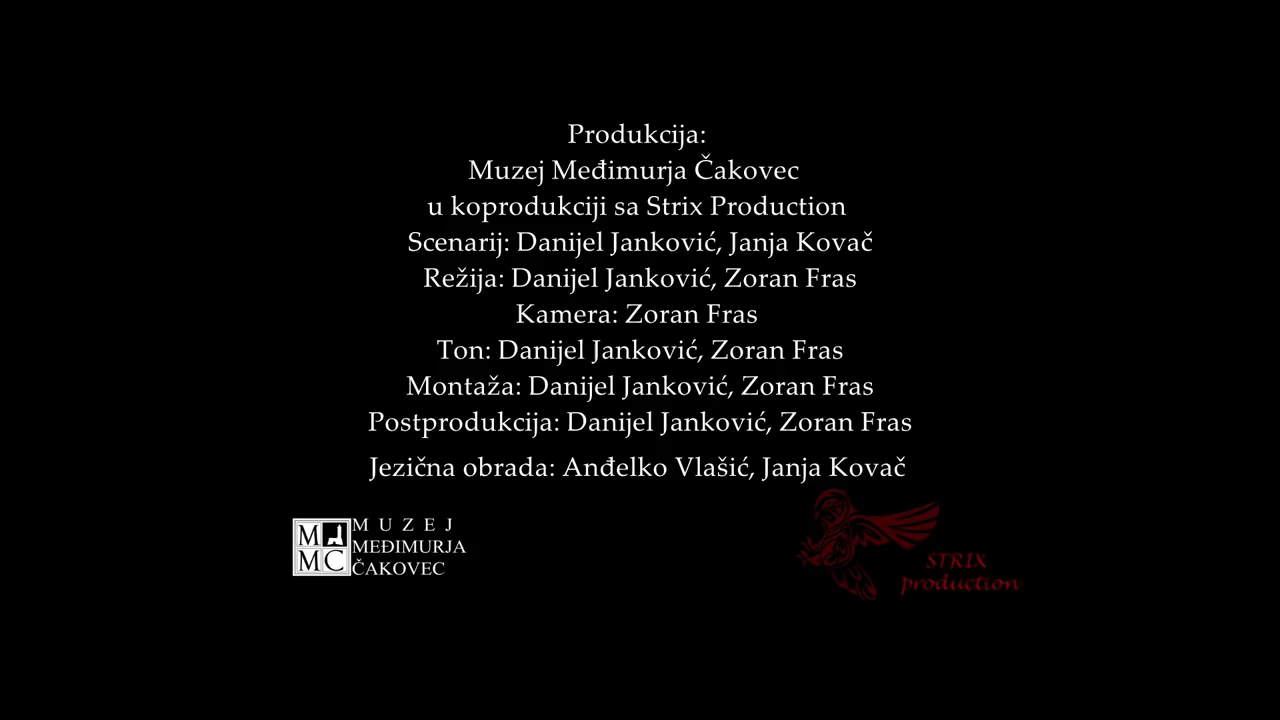 Produkcija:
Muzej Međimurja Čakovec
u koprodukciji sa Strix Production
Scenarij: Danijel Janković, Janja Kovač
Režija: Danijel Janković, Zoran Fras
Kamera: Zoran Fras
Ton: Danijel Janković, Zoran Fras
Montaža: Danijel Janković, Zoran Fras
Postprodukcija: Danijel Janković, Zoran Fras
Jezična obrada: Anđelko Vlašić, Janja Kovač
M
MC
MUZEJ
MEĐIMURJA
ČAKOVEC
STRIX
production